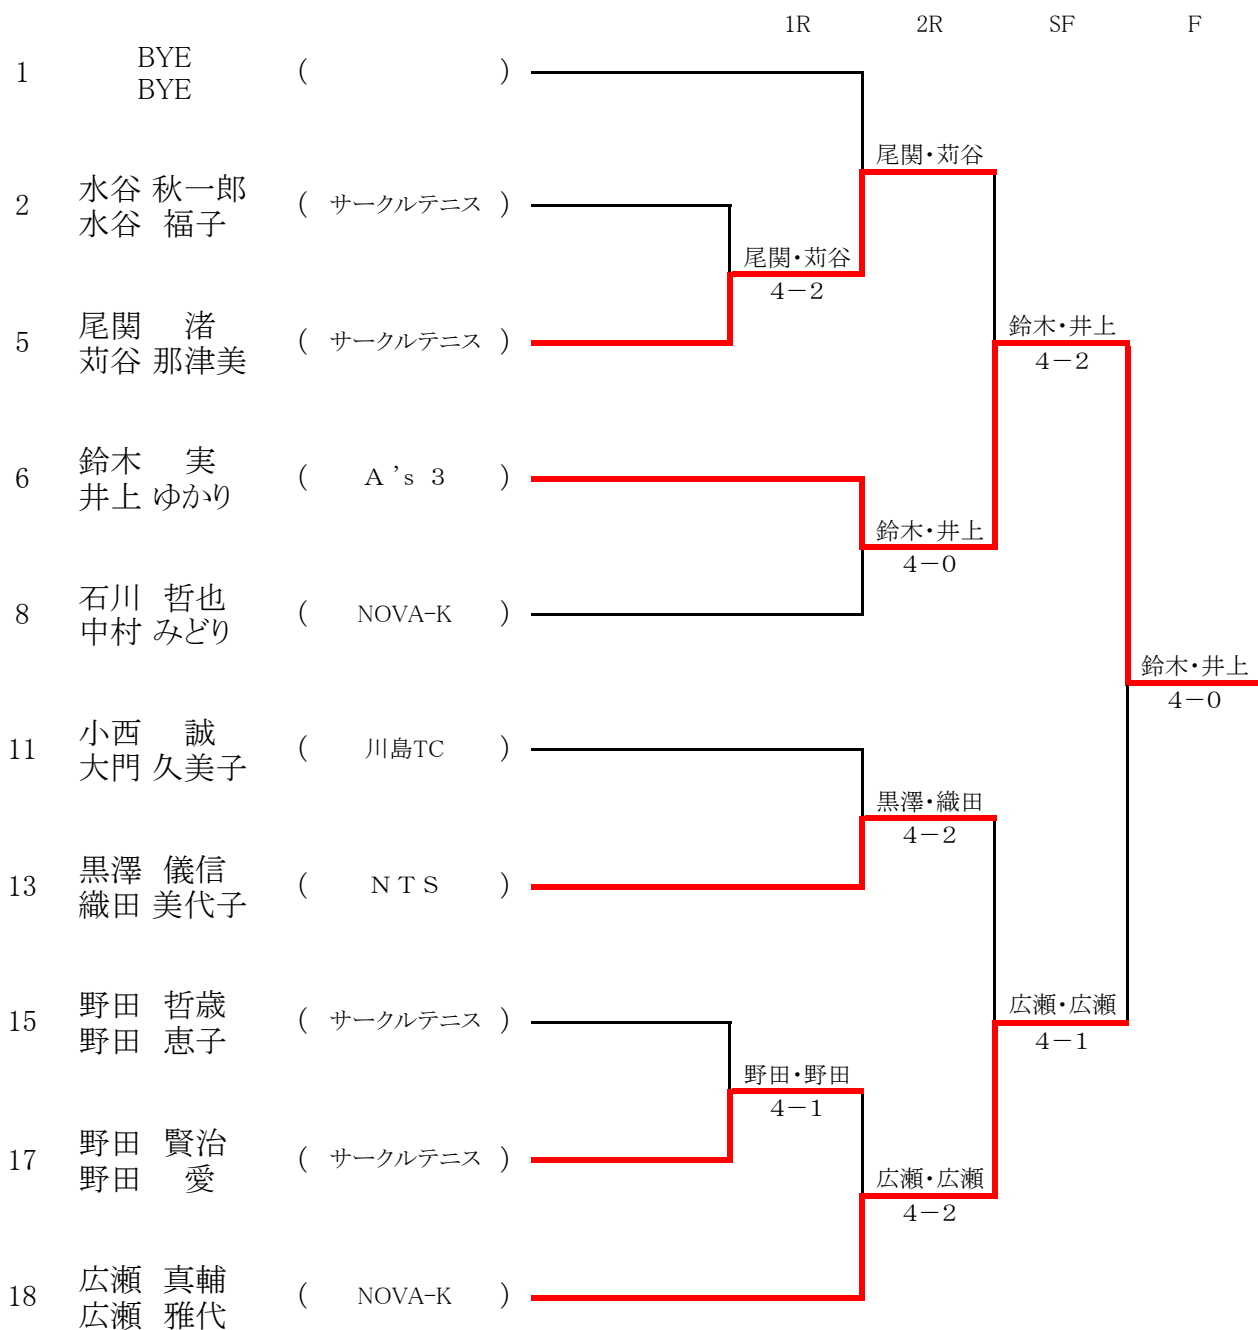 1R 2R SF F
1 BYE ( )
BYE
尾関・苅谷
2 水谷 秋一郎 ( サークルテニス )
水谷 福子
尾関・苅谷
4－2
5 尾関 渚 ( サークルテニス )
苅谷 那津美
鈴木・井上
4－2
6 鈴木 実 ( A's 3 )
井上 ゆかり
鈴木・井上
4－0
8 石川 哲也 ( NOVA-K )
中村 みどり
鈴木・井上
4－0
11 小西 誠 ( 川島TC )
大門 久美子
黒澤・織田
4－2
13 黒澤 儀信 ( NTS )
織田 美代子
15 野田 哲歳 ( サークルテニス )
野田 恵子
広瀬・広瀬
4－1
野田・野田
4－1
17 野田 賢治 ( サークルテニス )
野田 愛
広瀬・広瀬
4－2
18 広瀬 真輔 ( NOVA-K )
広瀬 雅代